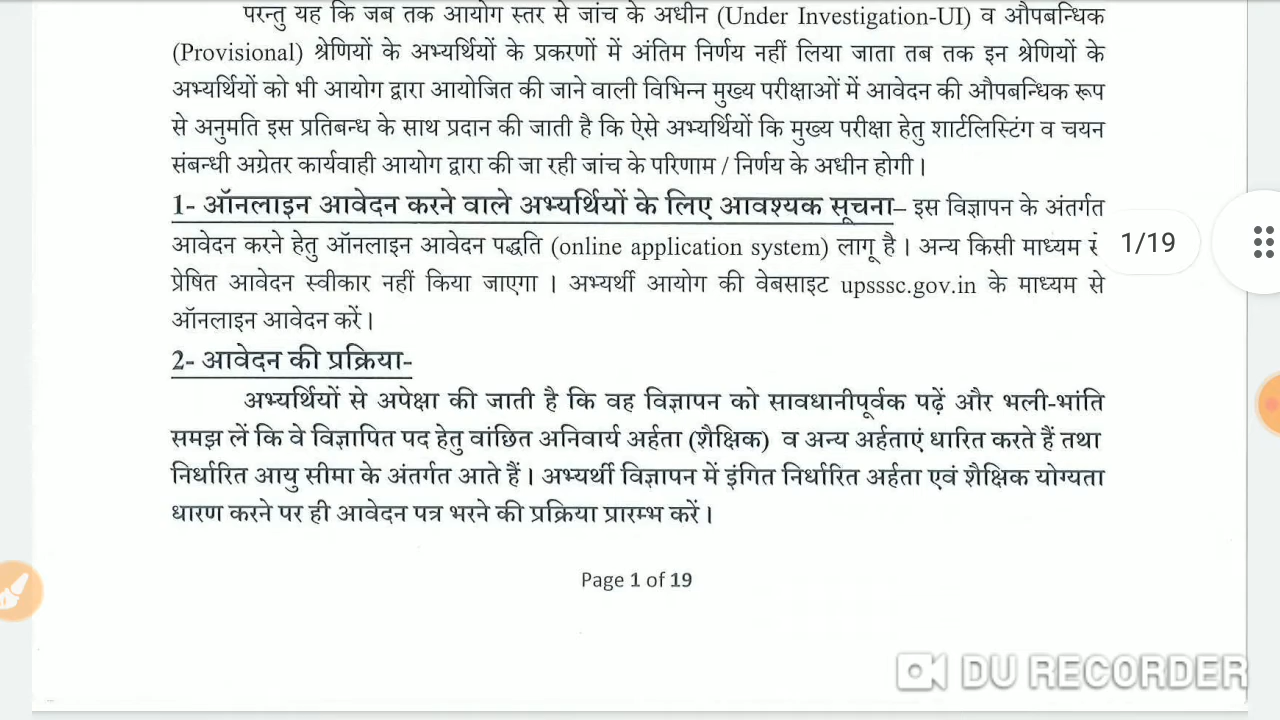 परन्तु यह कि जब तक आयोग स्तर से जांच के अधीन (Under Investigation-UI) व औपबन्धिक
(Provisional) श्रेणियों के अभ्यर्थियों के प्रकरणों में अंतिम निर्णय नहीं लिया जाता तब तक इन श्रेणियों के
अभ्यर्थियों को भी आयोग द्वारा आयोजित की जाने वाली विभिन्न मुख्य परीक्षाओं में आवेदन की औपबन्धिक रूप
से अनुमति इस प्रतिबन्ध के साथ प्रदान की जाती है कि ऐसे अभ्यर्थियों कि मुख्य परीक्षा हेतु शार्टलिस्टिंग व चयन
संबन्धी अग्रेतर कार्यवाही आयोग द्वारा की जा रही जांच के परिणाम / निर्णय के अधीन होगी।
1- ऑनलाइन आवेदन करने वाले अभ्यर्थियों के लिए आवश्यक सूचना– इस विज्ञापन के अंतर्गत
आवेदन करने हेतु ऑनलाइन आवेदन पद्धति (online application system) लागू है। अन्य किसी माध्यम
1/19
प्रेषित आवेदन स्वीकार नहीं किया जाएगा । अभ्यर्थी आयोग की वेबसाइट upsssc.gov.in के माध्यम से
ऑनलाइन आवेदन करें।
2- आवेदन की प्रक्रिया-
अभ्यर्थियों से अपेक्षा की जाती है कि वह विज्ञापन को सावधानीपूर्वक पढ़ें और भली-भांति
समझ लें कि वे विज्ञापित पद हेतु वांछित अनिवार्य अर्हता (शैक्षिक) व अन्य अर्हताएं धारित करते हैं तथा
निर्धारित आयु सीमा के अंतर्गत आते हैं। अभ्यर्थी विज्ञापन में इंगित निर्धारित अर्हता एवं शैक्षिक योग्यता
धारण करने पर ही आवेदन पत्र भरने की प्रक्रिया प्रारम्भ करें।
Page 1 of 19
DU RECORDER